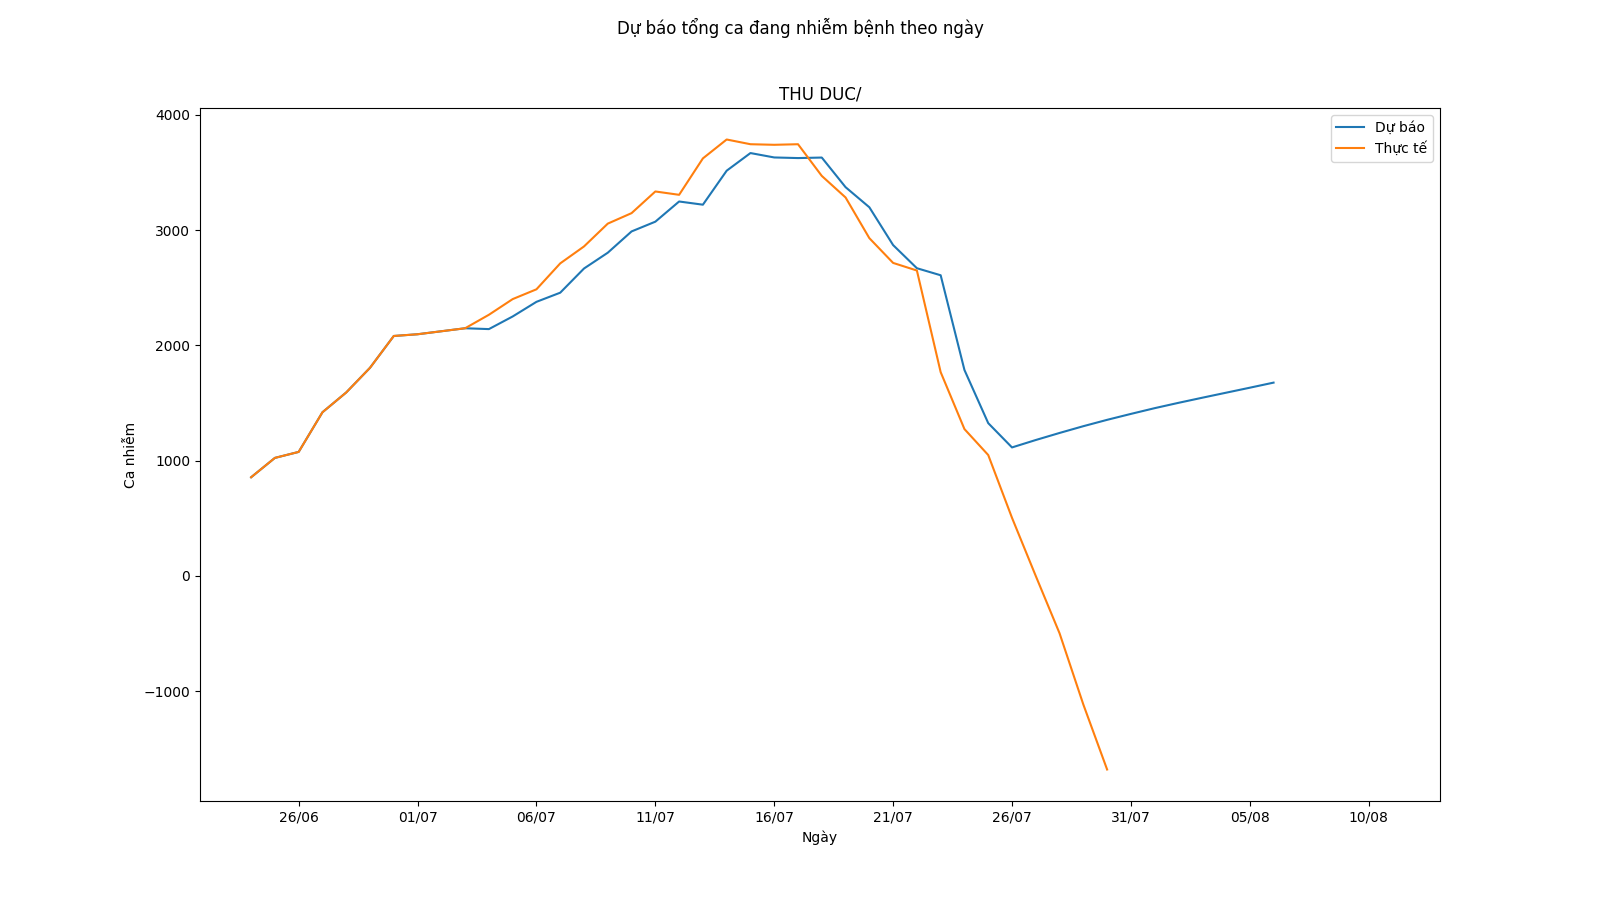 Dự báo tổng ca đang nhiễm bệnh theo ngày
THU DUC/
Dự báo
Thực tế
4000
3000
2000
1000
0
−1000
Ca nhiễm
26/06 01/07 06/07 11/07 16/07 21/07 26/07 31/07 05/08 10/08
Ngày